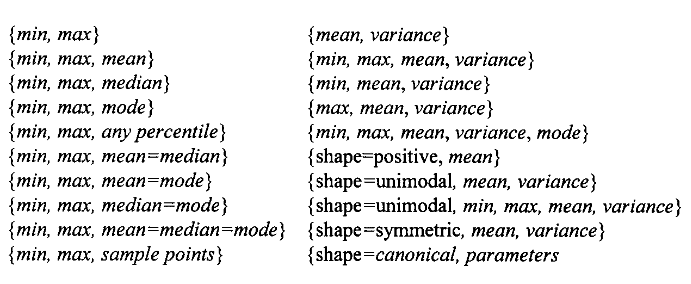 {min, max}
{min, max, mean}
{min, max, median}
{min, max, mode}
{min, max, any percentile}
{min, max, mean=median}
{min, max, mean=mode}
{min, max, median=mode}
{min, max, mean=median=mode}
{min, max, sample points}
{mean, variance}
{min, max, mean, variance}
{min, mean, variance}
{max, mean, variance}
{min, max, mean, variance, mode}
{shape=positive, mean}
{shape=unimodal, mean, variance}
{shape=unimodal, min, max, mean, variance}
{shape=symmetric, mean, variance}
{shape=canonical, parameters